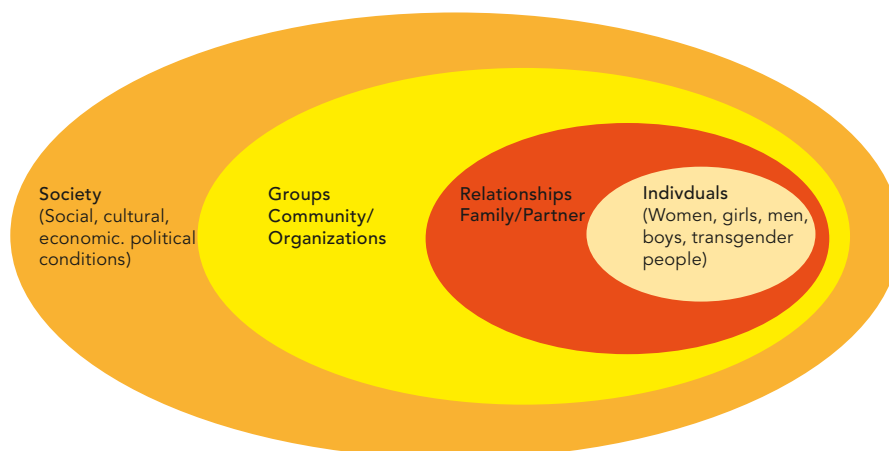 Society
(Social, cultural,
economic. political
conditions)
Groups
Community/
Organizations
Relationships
Family/Partner
Indivduals
(Women, girls, men,
boys, transgender
people)